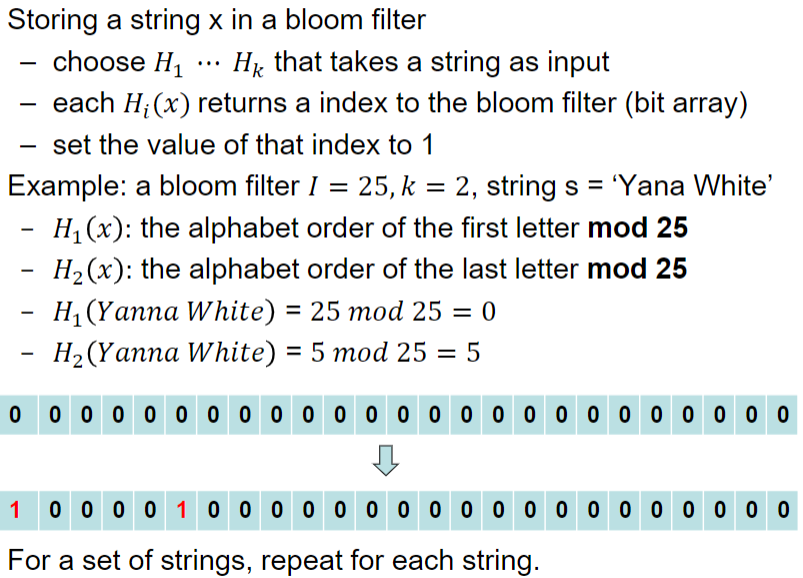 Storing a string x in a bloom filter
– choose H₁ ⋯ Hₖ that takes a string as input
– each Hᵢ(x) returns a index to the bloom filter (bit array)
– set the value of that index to 1
Example: a bloom filter I = 25, k = 2, string s = ‘Yana White’
– H₁(x): the alphabet order of the first letter mod 25
– H₂(x): the alphabet order of the last letter mod 25
– H₁(Yanna White) = 25 mod 25 = 0
– H₂(Yanna White) = 5 mod 25 = 5
0 0 0 0 0 0 0 0 0 0 0 0 0 0 0 0 0 0 0 0 0 0 0 0 0
1 0 0 0 0 1 0 0 0 0 0 0 0 0 0 0 0 0 0 0 0 0 0 0 0
For a set of strings, repeat for each string.